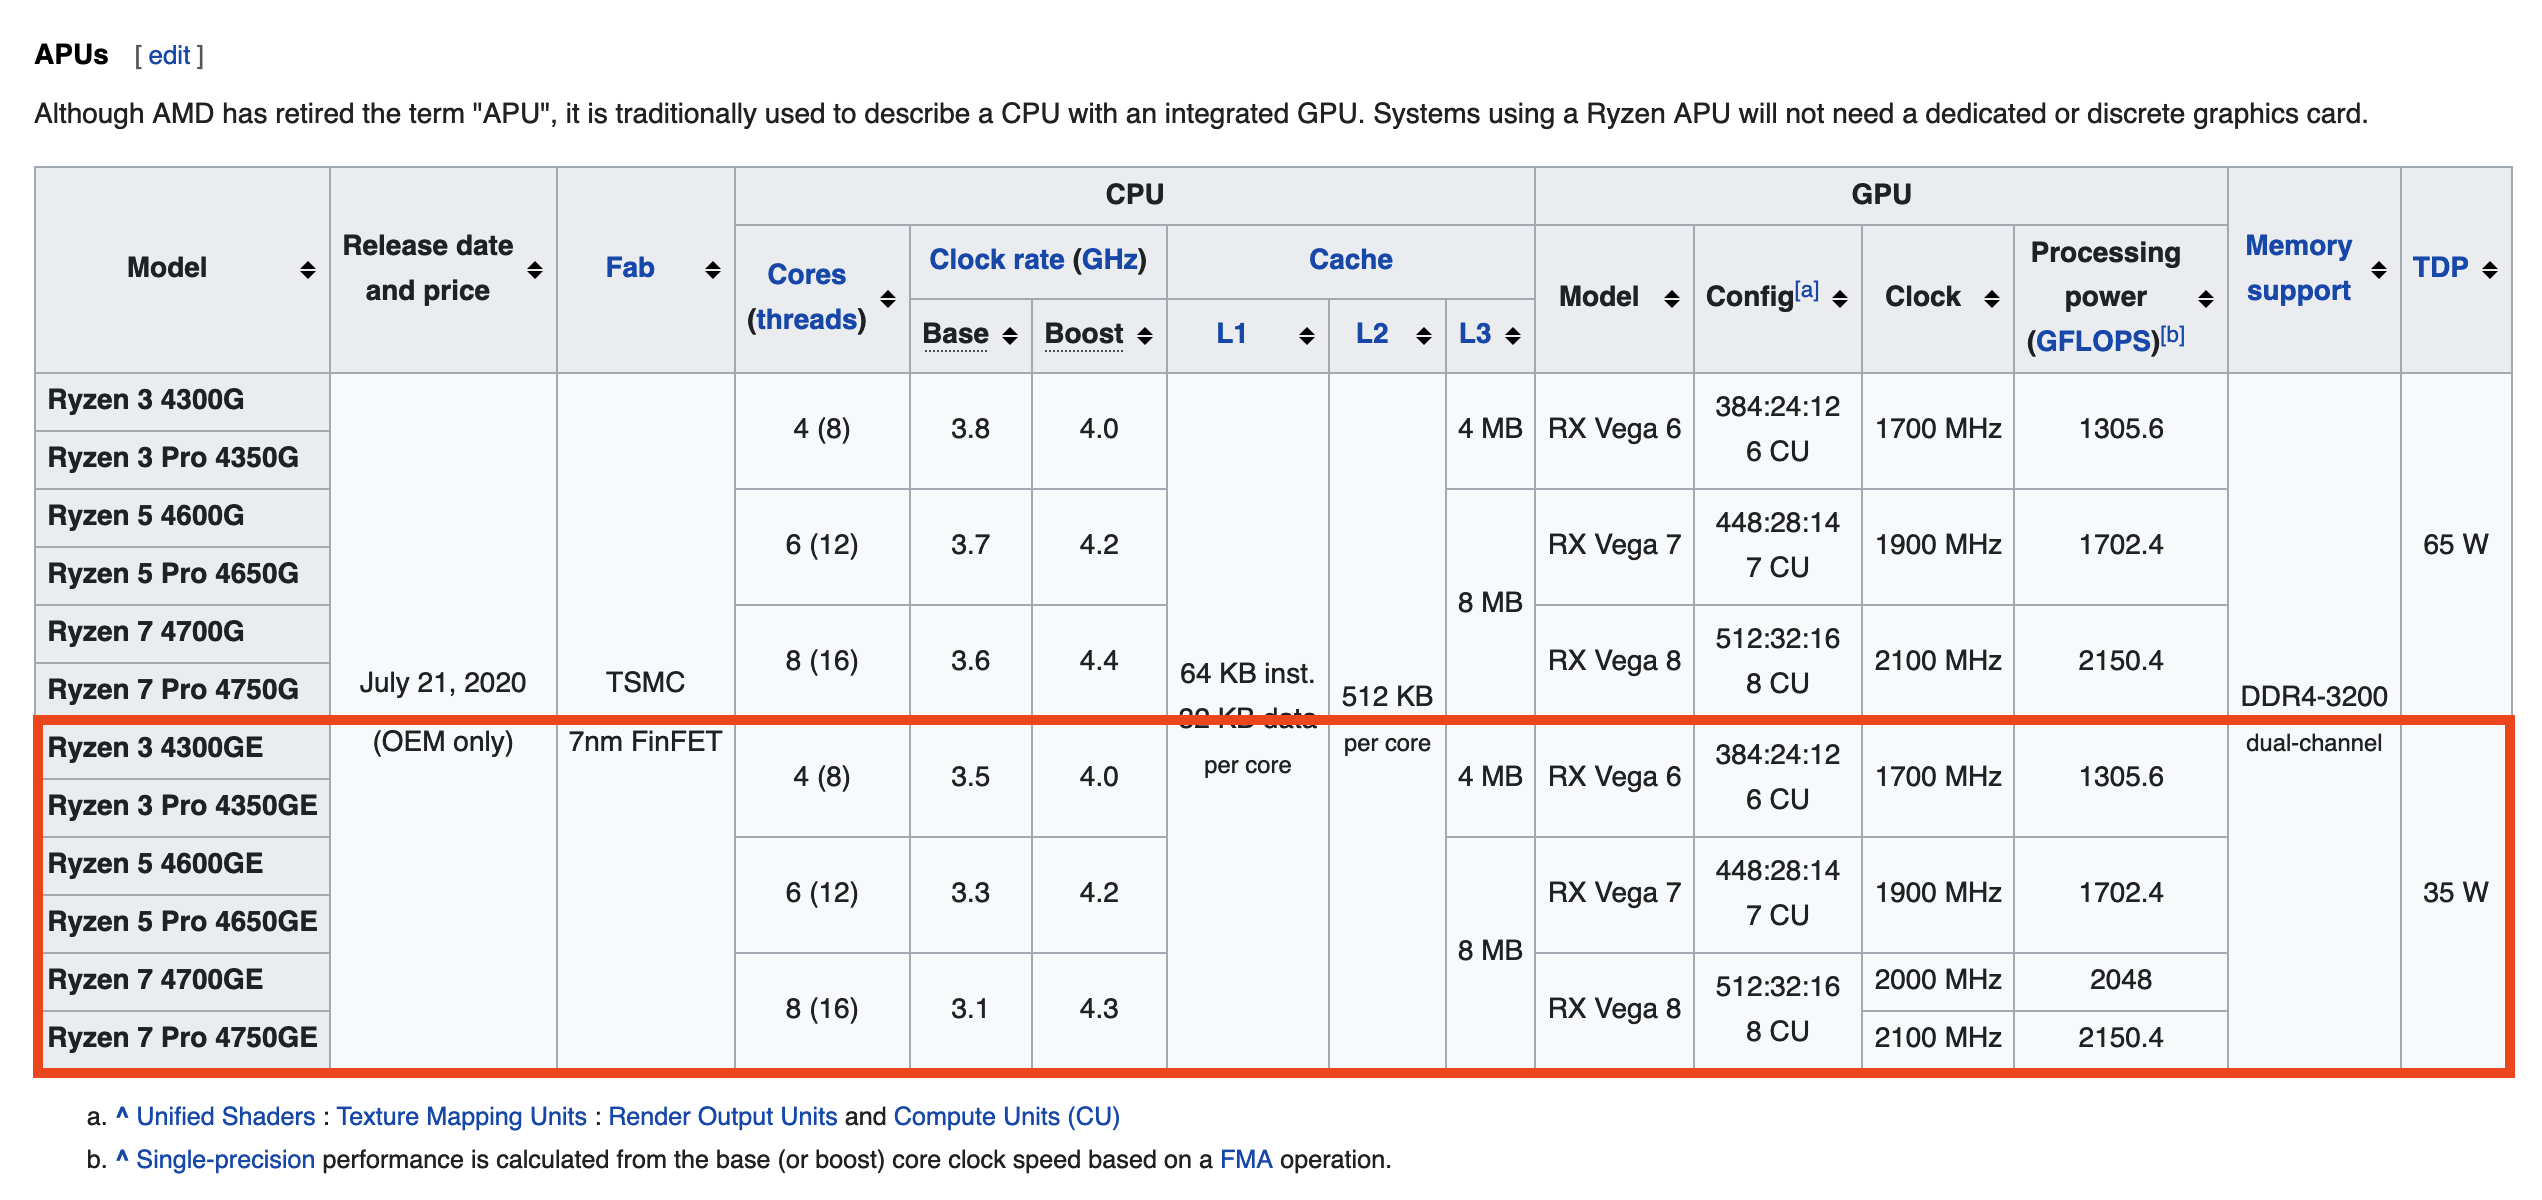 APUs [ edit ]
Although AMD has retired the term "APU", it is traditionally used to describe a CPU with an integrated GPU. Systems using a Ryzen APU will not need a dedicated or discrete graphics card.
Model
Release date
and price
Fab
CPU
GPU
Memory
support
TDP
Cores
(threads)
Clock rate (GHz)
Cache
Model
Config[a]
Clock
Processing
power
(GFLOPS)[b]
Base
Boost
L1
L2
L3
Ryzen 3 4300G
July 21, 2020
(OEM only)
TSMC
7nm FinFET
4 (8)
3.8
4.0
64 KB inst.
32 KB data
per core
512 KB
per core
4 MB
RX Vega 6
384:24:12
6 CU
1700 MHz
1305.6
DDR4-3200
dual-channel
65 W
Ryzen 3 Pro 4350G
Ryzen 5 4600G
6 (12)
3.7
4.2
8 MB
RX Vega 7
448:28:14
7 CU
1900 MHz
1702.4
Ryzen 5 Pro 4650G
Ryzen 7 4700G
8 (16)
3.6
4.4
RX Vega 8
512:32:16
8 CU
2100 MHz
2150.4
Ryzen 7 Pro 4750G
Ryzen 3 4300GE
4 (8)
3.5
4.0
4 MB
RX Vega 6
384:24:12
6 CU
1700 MHz
1305.6
35 W
Ryzen 3 Pro 4350GE
Ryzen 5 4600GE
6 (12)
3.3
4.2
8 MB
RX Vega 7
448:28:14
7 CU
1900 MHz
1702.4
Ryzen 5 Pro 4650GE
Ryzen 7 4700GE
8 (16)
3.1
4.3
RX Vega 8
512:32:16
8 CU
2000 MHz
2048
Ryzen 7 Pro 4750GE
2100 MHz
2150.4
a. ^ Unified Shaders : Texture Mapping Units : Render Output Units and Compute Units (CU)
b. ^ Single-precision performance is calculated from the base (or boost) core clock speed based on a FMA operation.